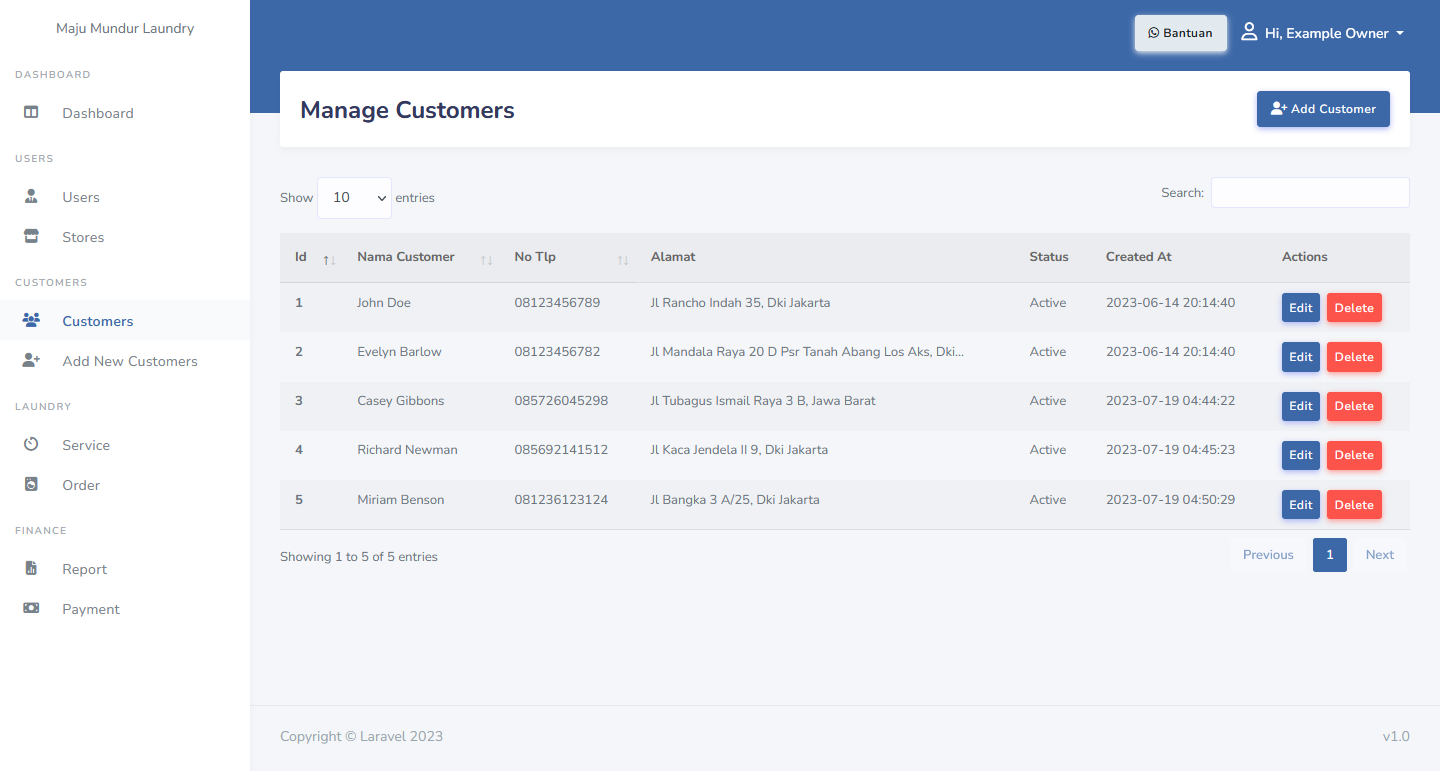 Maju Mundur Laundry
DASHBOARD
Dashboard
USERS
Users
Stores
CUSTOMERS
Customers
Add New Customers
LAUNDRY
Service
Order
FINANCE
Report
Payment
Bantuan Hi, Example Owner
Manage Customers Add Customer
Show 10 entries Search:
Id Nama Customer No Tlp Alamat Status Created At Actions
1 John Doe 08123456789 Jl Rancho Indah 35, Dki Jakarta Active 2023-06-14 20:14:40 Edit Delete
2 Evelyn Barlow 08123456782 Jl Mandala Raya 20 D Psr Tanah Abang Los Aks, Dki... Active 2023-06-14 20:14:40 Edit Delete
3 Casey Gibbons 085726045298 Jl Tubagus Ismail Raya 3 B, Jawa Barat Active 2023-07-19 04:44:22 Edit Delete
4 Richard Newman 085692141512 Jl Kaca Jendela II 9, Dki Jakarta Active 2023-07-19 04:45:23 Edit Delete
5 Miriam Benson 081236123124 Jl Bangka 3 A/25, Dki Jakarta Active 2023-07-19 04:50:29 Edit Delete
Showing 1 to 5 of 5 entries Previous 1 Next
Copyright © Laravel 2023 v1.0